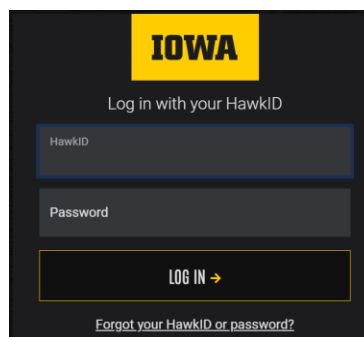 IOWA
Log in with your HawkID
HawkID
Password
LOG IN →
Forgot your HawkID or password?